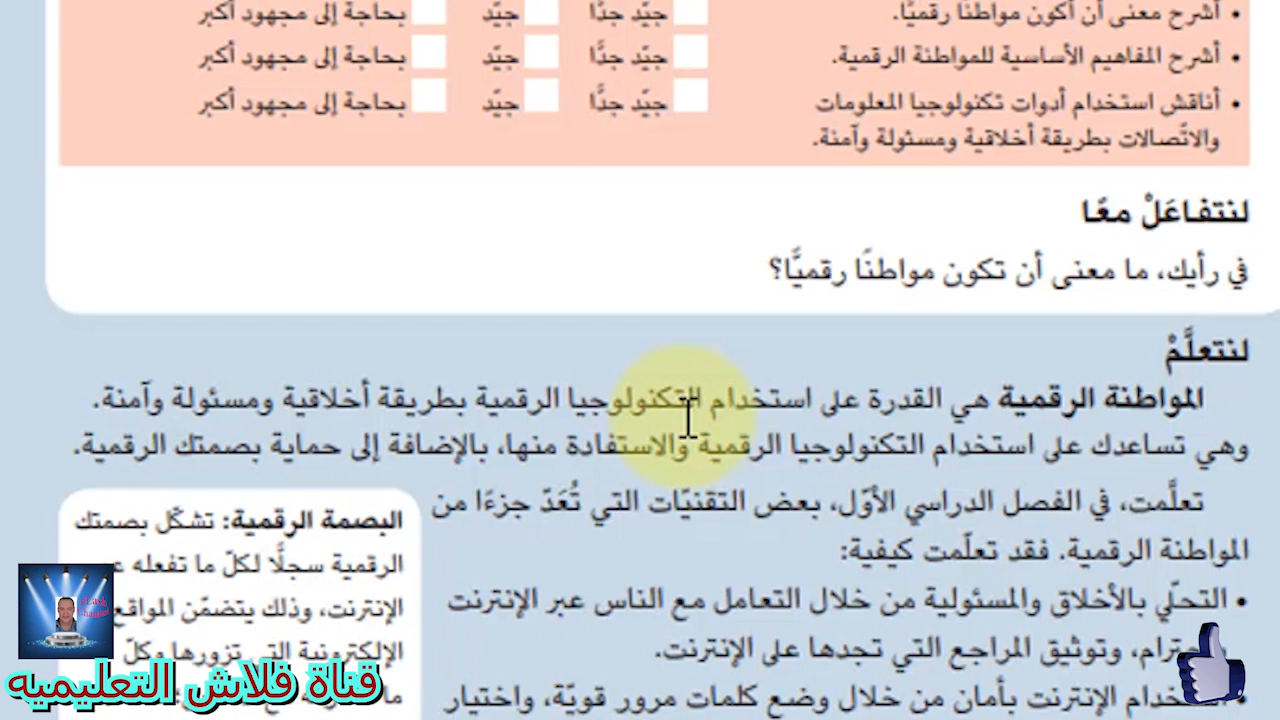 • أشرح معنى أن أكون مواطنًا رقميًّا. جيّد جدًّا جيّد بحاجة إلى مجهود أكبر
• أشرح المفاهيم الأساسية للمواطنة الرقمية. جيّد جدًّا جيّد بحاجة إلى مجهود أكبر
• أناقش استخدام أدوات تكنولوجيا المعلومات جيّد جدًّا جيّد بحاجة إلى مجهود أكبر
والاتّصالات بطريقة أخلاقية ومسئولة وآمنة.
لنتفاعَلْ معًا
في رأيك، ما معنى أن تكون مواطنًا رقميًّا؟
لنتعلَّمْ
المواطنة الرقمية هي القدرة على استخدام التكنولوجيا الرقمية بطريقة أخلاقية ومسئولة وآمنة.
وهي تساعدك على استخدام التكنولوجيا الرقمية والاستفادة منها، بالإضافة إلى حماية بصمتك الرقمية.
تعلَّمت، في الفصل الدراسي الأوّل، بعض التقنيّات التي تُعَدّ جزءًا من
المواطنة الرقمية. فقد تعلّمت كيفية:
• التحلّي بالأخلاق والمسئولية من خلال التعامل مع الناس عبر الإنترنت
وتوثيق المراجع التي تجدها على الإنترنت.
• الإنترنت بأمان من خلال وضع كلمات مرور قويّة، واختيار
البصمة الرقمية: تشكّل بصمتك
الرقمية سجلًّا لكلّ ما تفعله
الإنترنت، وذلك يتضمّن المواقع
الإلكترونية التي تزورها وكلّ
قناة فلاش التعليميه